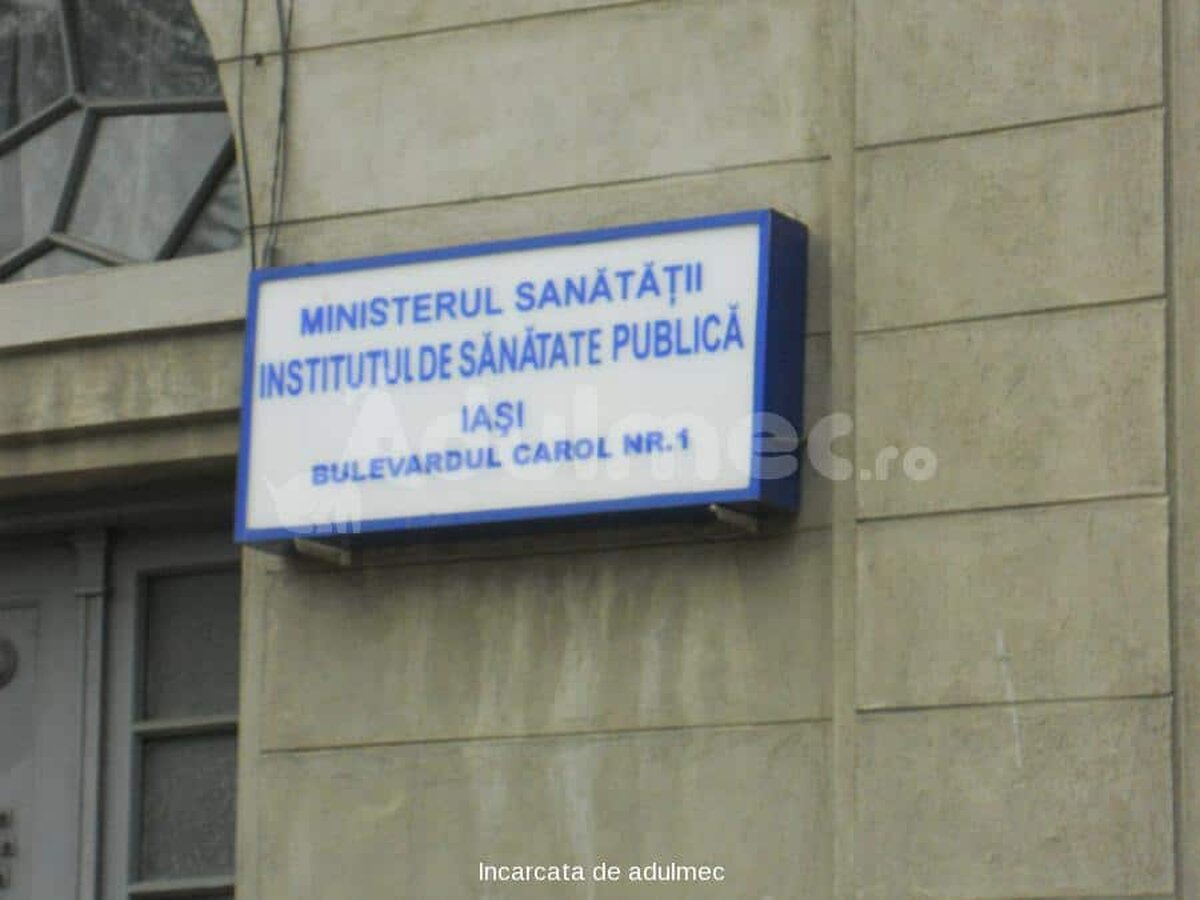 MINISTERUL SANĂTĂȚII
INSTITUTUL DE SĂNĂTATE PUBLICĂ
IAȘI
BULEVARDUL CAROL NR.1
Adulmec.ro
Incarcata de adulmec